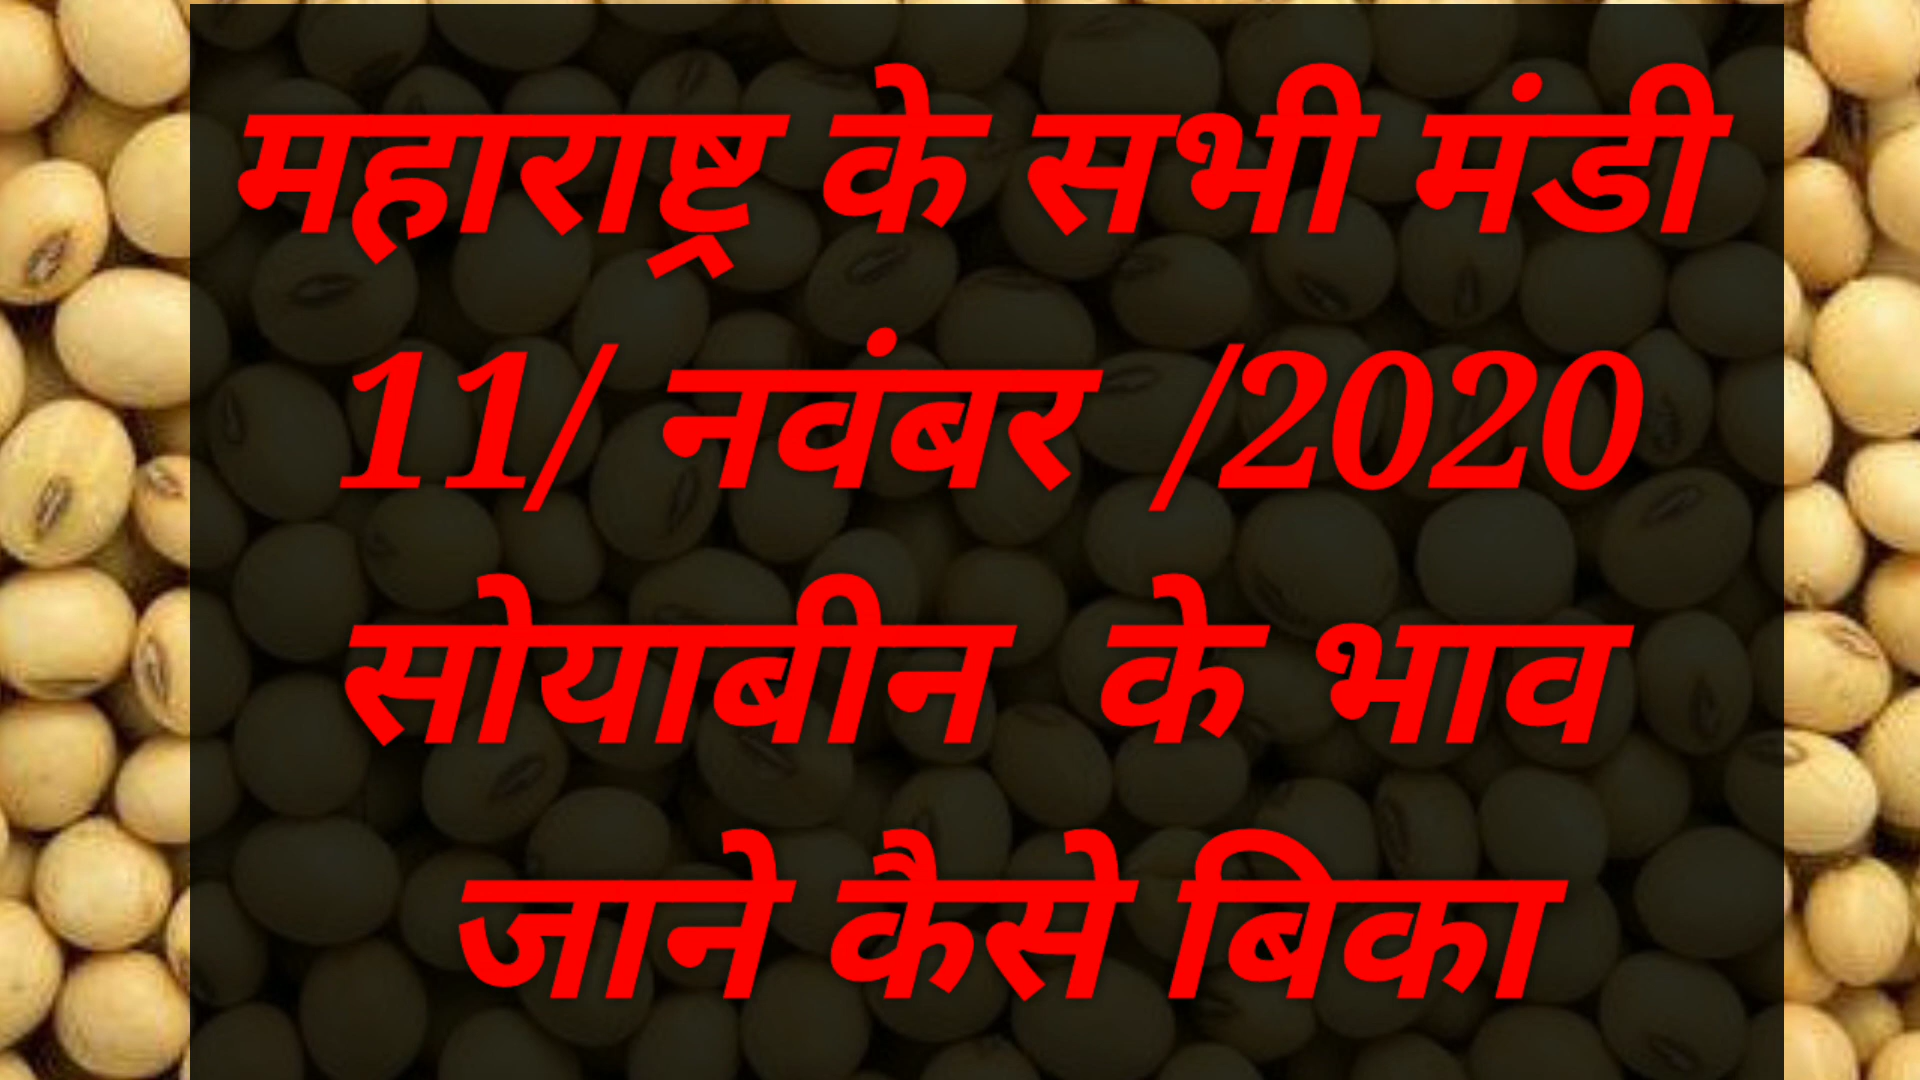 महाराष्ट्र के सभी मंडी
11/ नवंबर /2020
सोयाबीन के भाव
जाने कैसे बिका